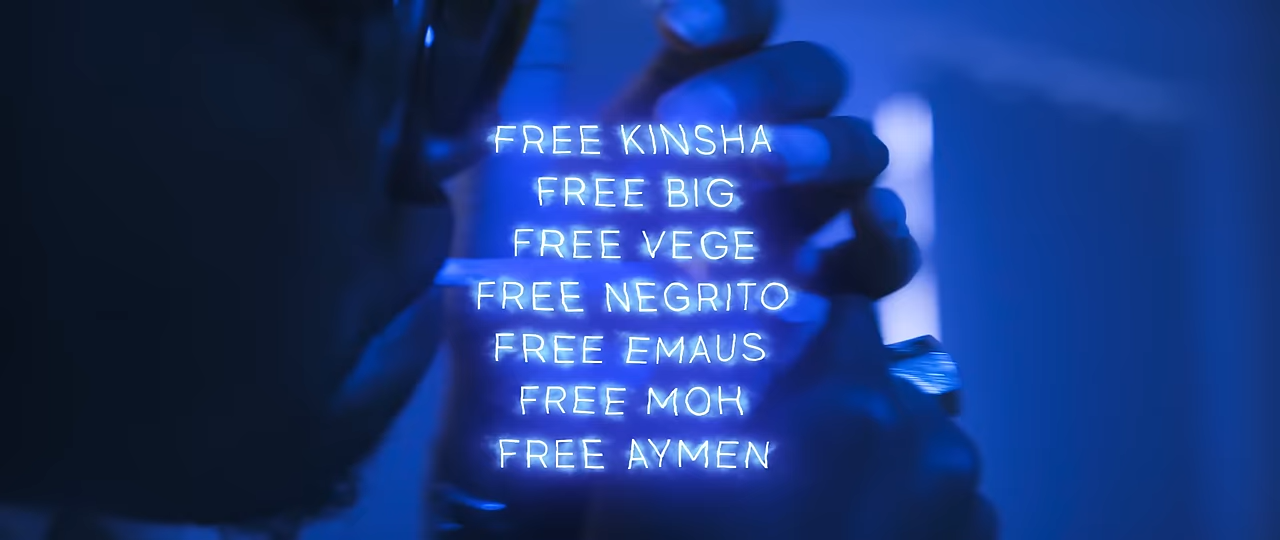 FREE KINSHA
FREE BIG
FREE VEGE
FREE NEGRITO
FREE EMAUS
FREE MOH
FREE AYMEN